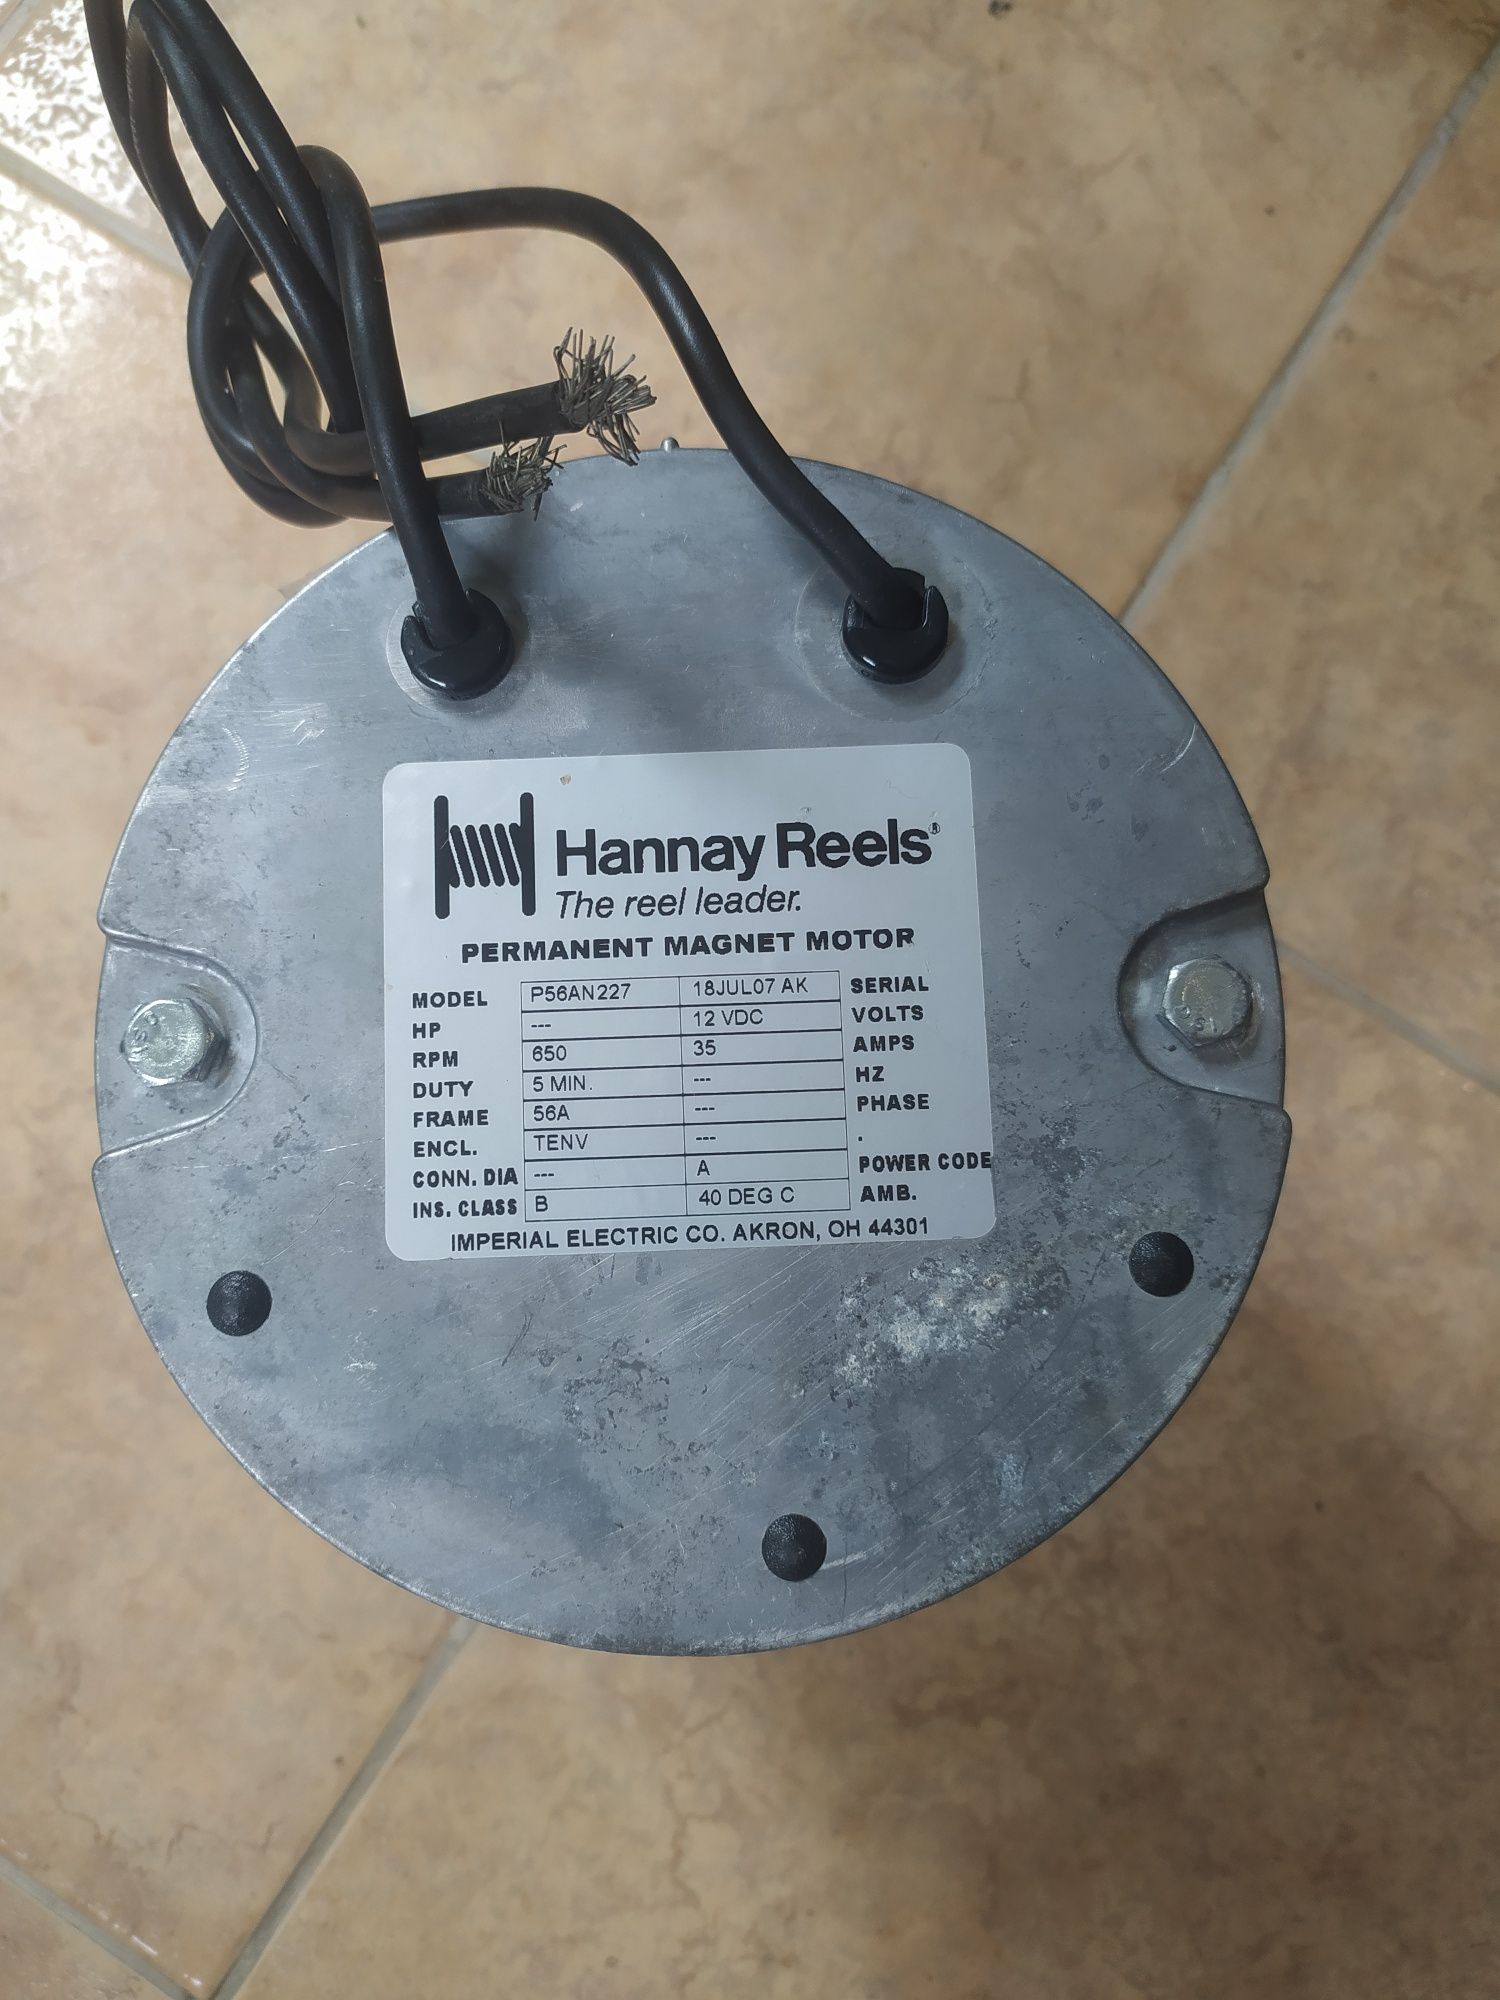 Hannay Reels®
The reel leader.
PERMANENT MAGNET MOTOR
MODEL P56AN227 18JUL07 AK SERIAL
HP --- 12 VDC VOLTS
RPM 650 35 AMPS
DUTY 5 MIN. --- HZ
FRAME 56A --- PHASE
ENCL. TENV --- .
CONN. DIA --- A POWER CODE
INS. CLASS B 40 DEG C AMB.
IMPERIAL ELECTRIC CO. AKRON, OH 44301